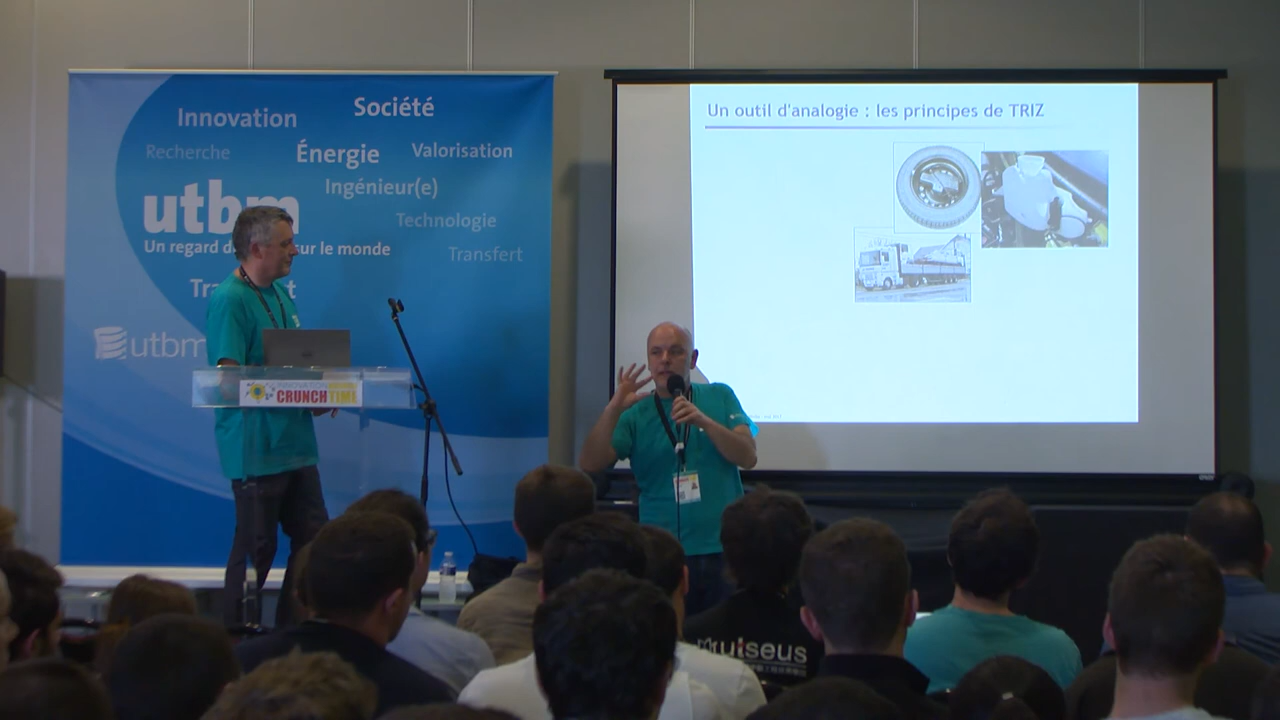 Innovation
Société
Recherche
Énergie
Valorisation
Ingénieur(e)
utbm
Technologie
Un regard sur le monde
Transfert
utbm
INNOVATION
CRUNCH TIME
Un outil d'analogie : les principes de TRIZ